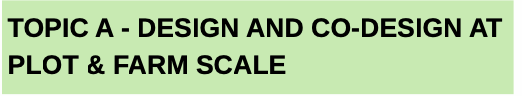 TOPIC A - DESIGN AND CO-DESIGN AT
PLOT & FARM SCALE